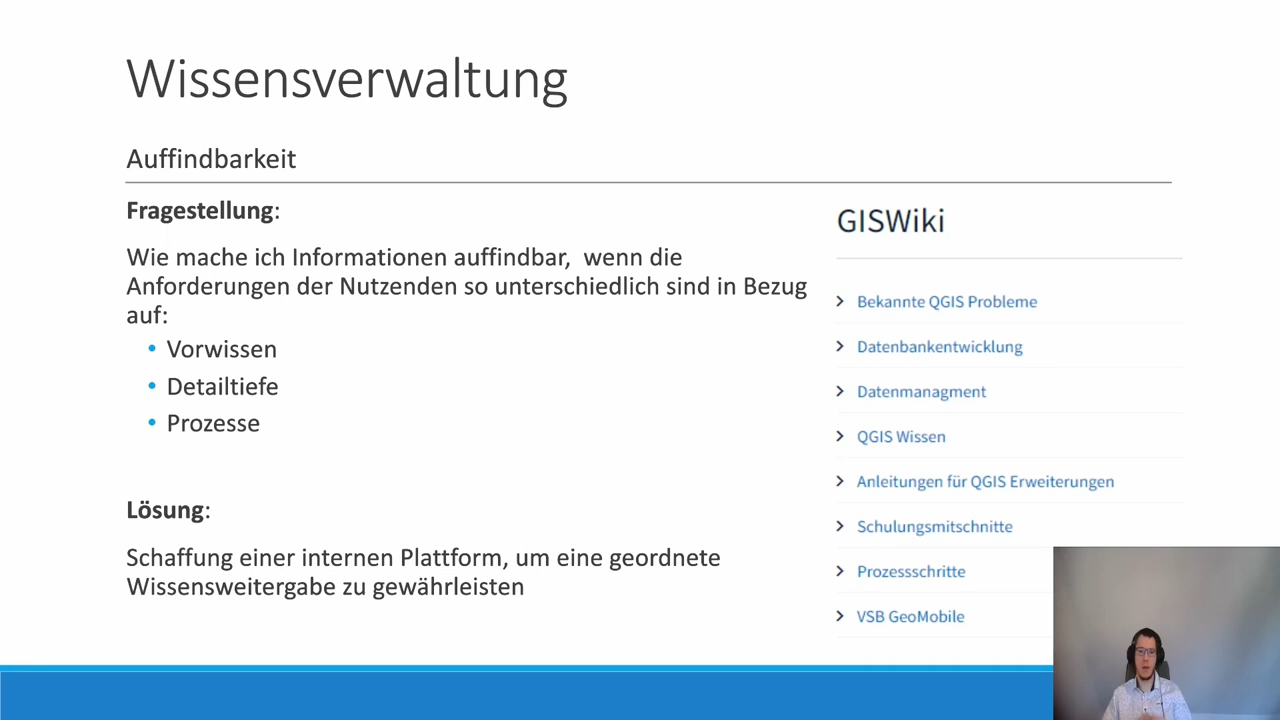 Wissensverwaltung
Auffindbarkeit
Fragestellung:
Wie mache ich Informationen auffindbar,  wenn die
Anforderungen der Nutzenden so unterschiedlich sind in Bezug
auf:
• Vorwissen
• Detailtiefe
• Prozesse
Lösung:
Schaffung einer internen Plattform, um eine geordnete
Wissensweitergabe zu gewährleisten
GISWiki
Bekannte QGIS Probleme
Datenbankentwicklung
Datenmanagment
QGIS Wissen
Anleitungen für QGIS Erweiterungen
Schulungsmitschnitte
Prozessschritte
VSB GeoMobile